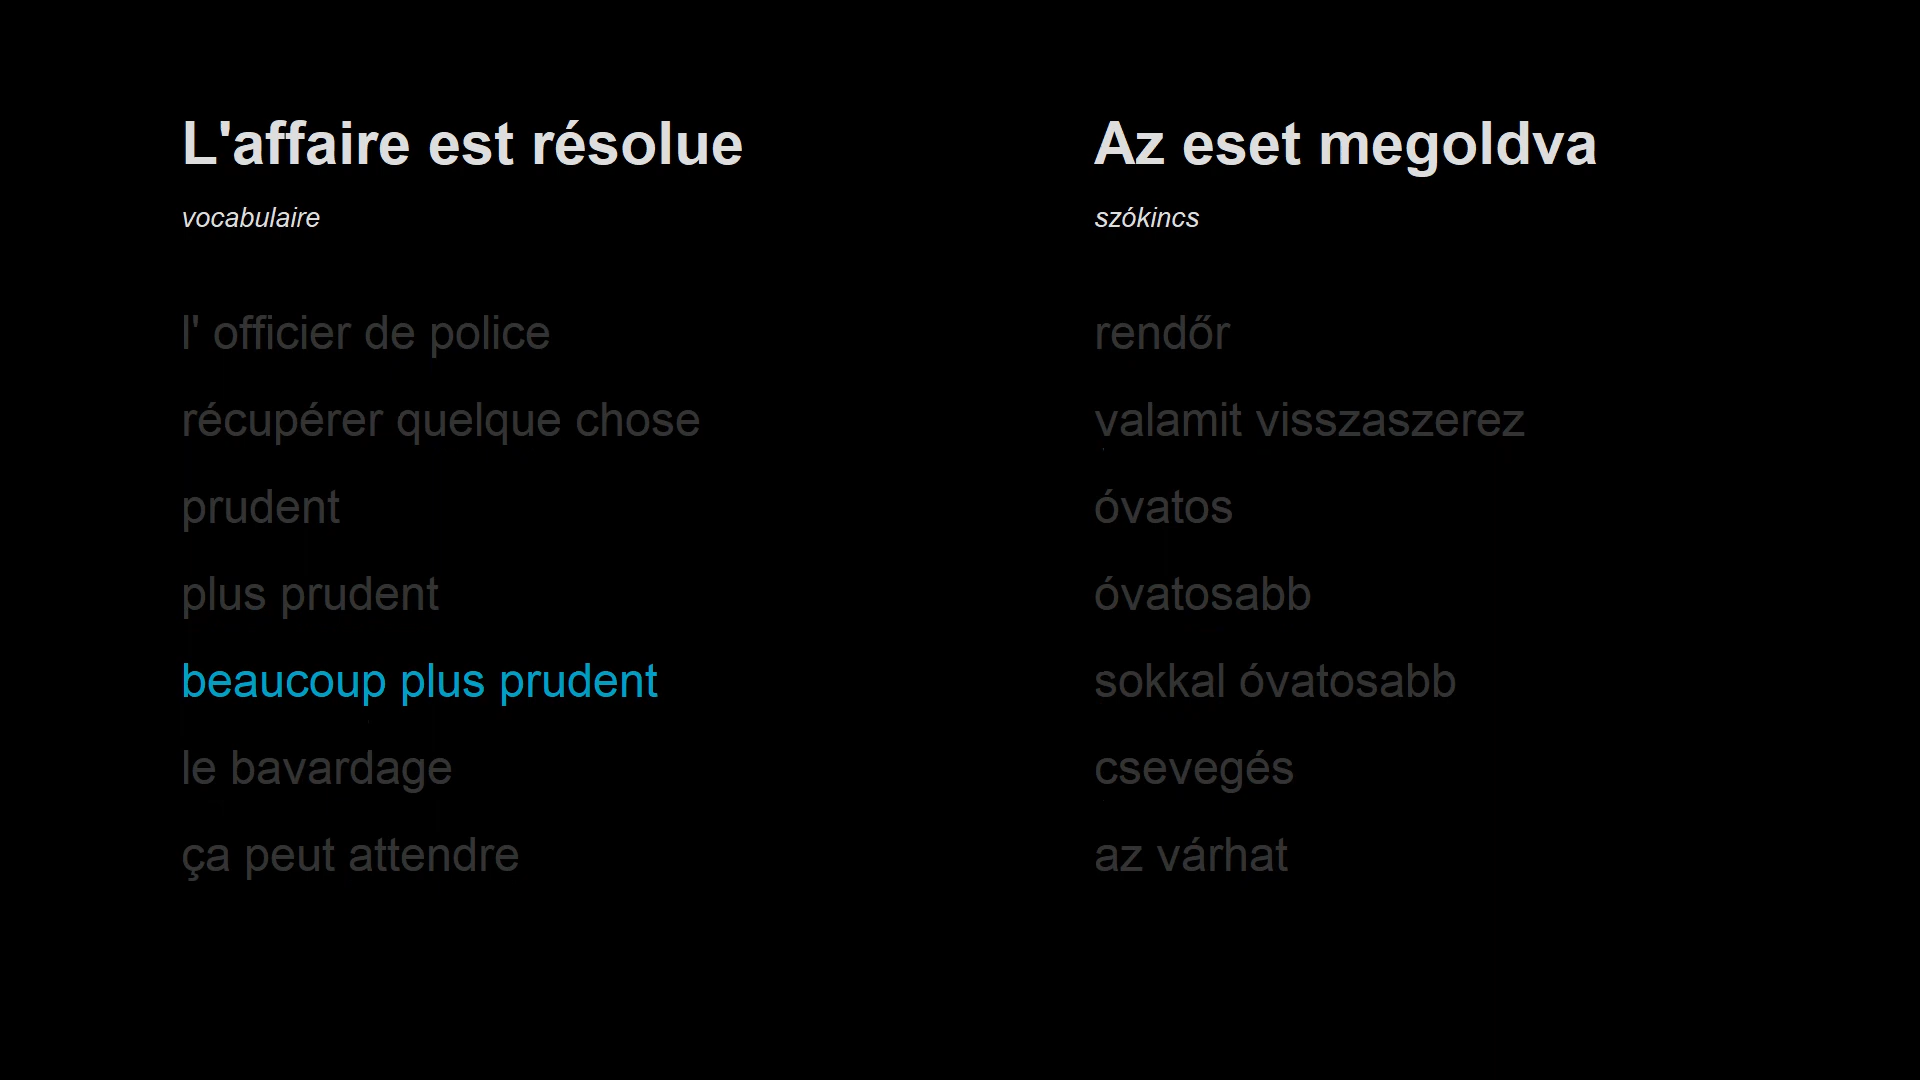 L'affaire est résolue
vocabulaire
l' officier de police
récupérer quelque chose
prudent
plus prudent
beaucoup plus prudent
le bavardage
ça peut attendre
Az eset megoldva
szókincs
rendőr
valamit visszaszerez
óvatos
óvatosabb
sokkal óvatosabb
csevegés
az várhat